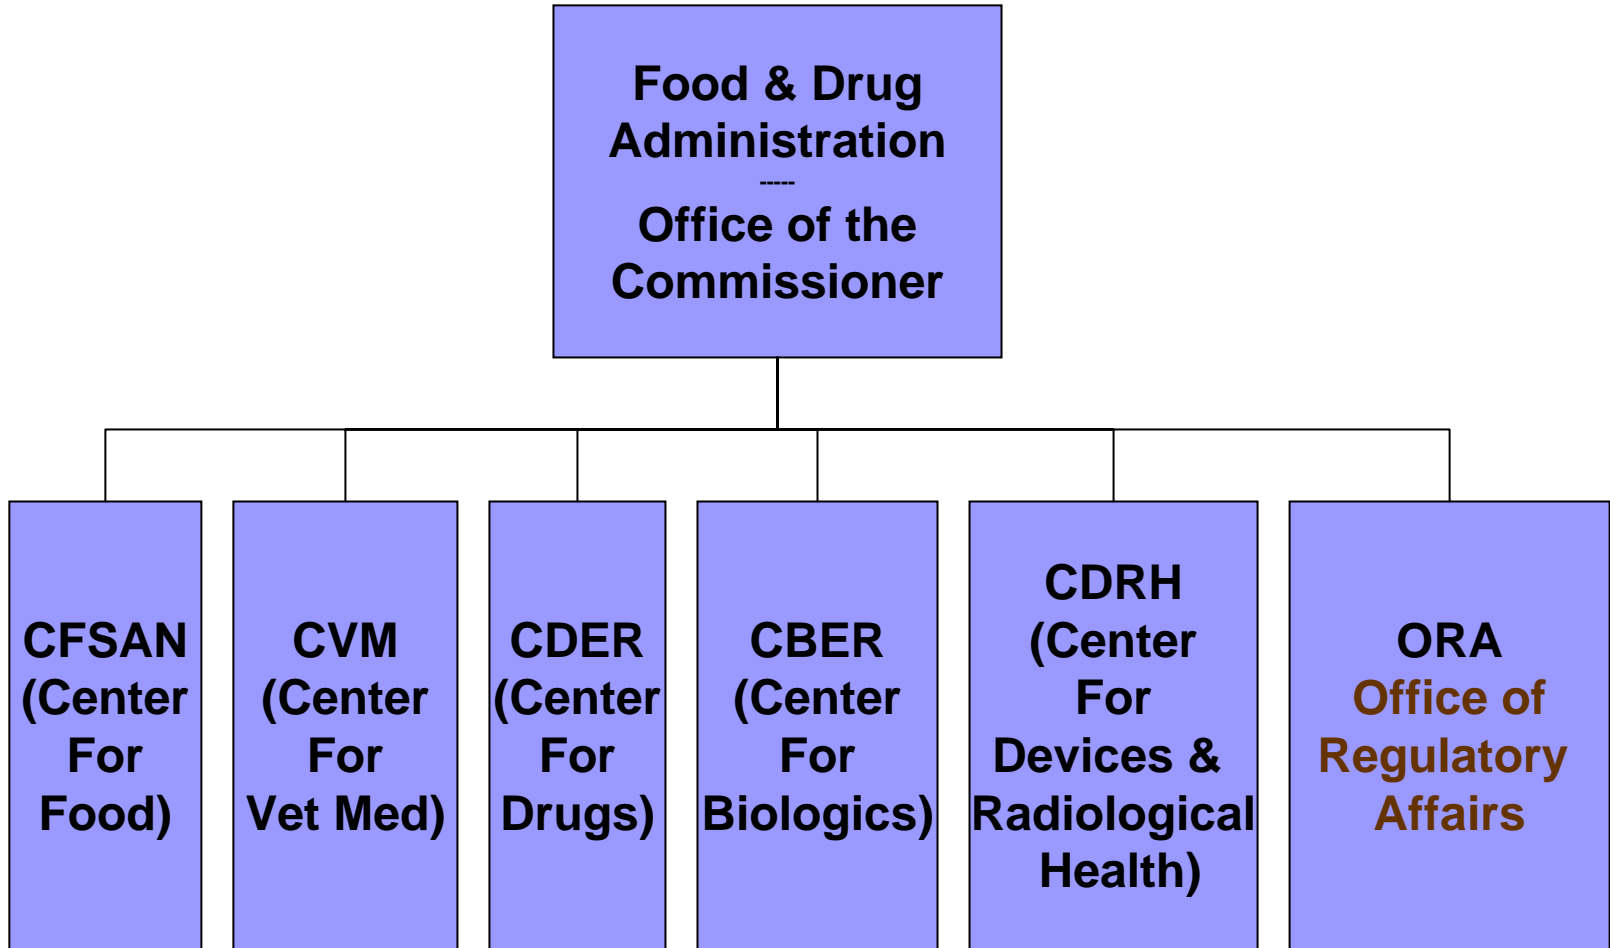 Food & Drug
Administration
-----
Office of the
Commissioner
CFSAN
(Center
For
Food)
CVM
(Center
For
Vet Med)
CDER
(Center
For
Drugs)
CBER
(Center
For
Biologics)
CDRH
(Center
For
Devices &
Radiological
Health)
ORA
Office of
Regulatory
Affairs